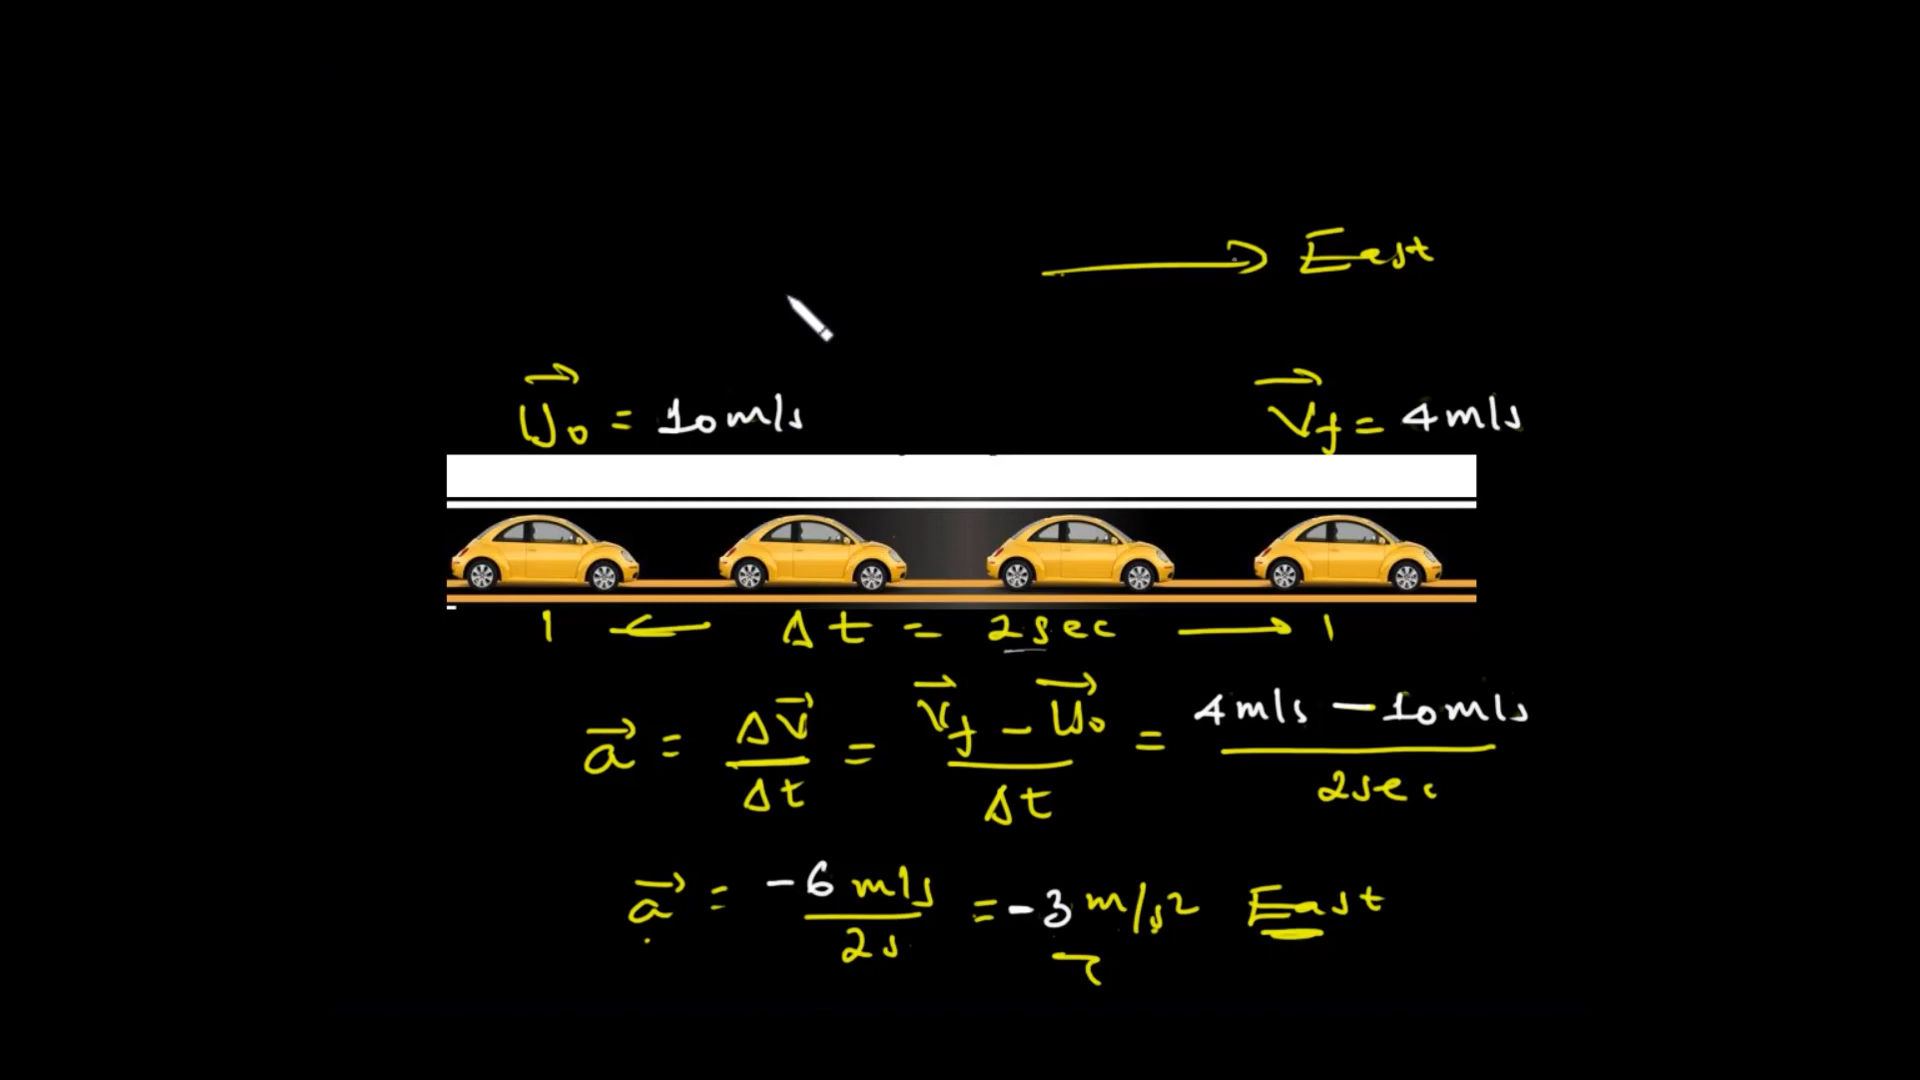 East
U₀ = 10m/s
Vf = 4m/s
Δt = 2sec
a = ΔV/Δt = Vf - U₀/Δt = 4m/s - 10m/s/2sec
a = -6 m/s/2s = -3 m/s2 East